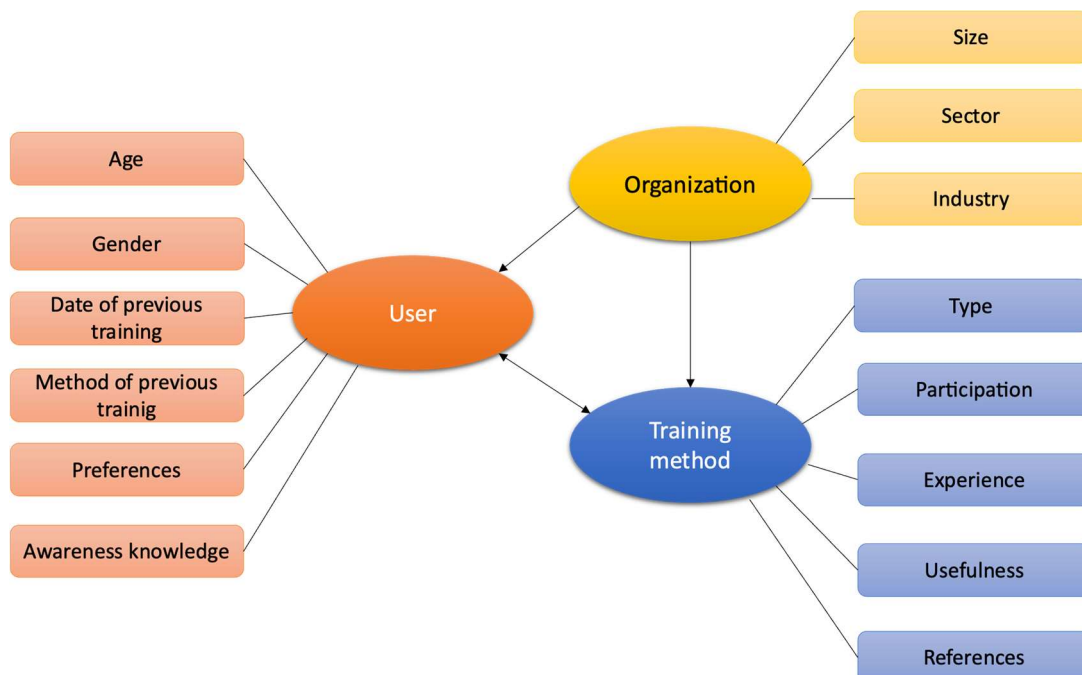 Size
Sector
Organization
Industry
Age
Gender
Date of previous
training
Method of previous
trainig
Preferences
Awareness knowledge
User
Type
Participation
Training
method
Experience
Usefulness
References